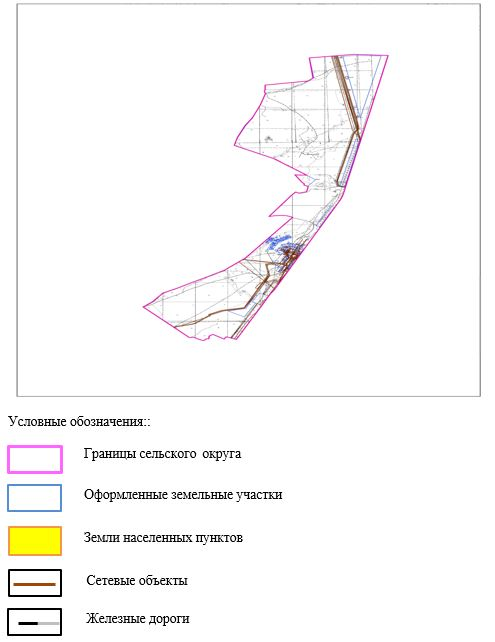 Условные обозначения::
Границы сельского округа
Оформленные земельные участки
Земли населенных пунктов
Сетевые объекты
Железные дороги